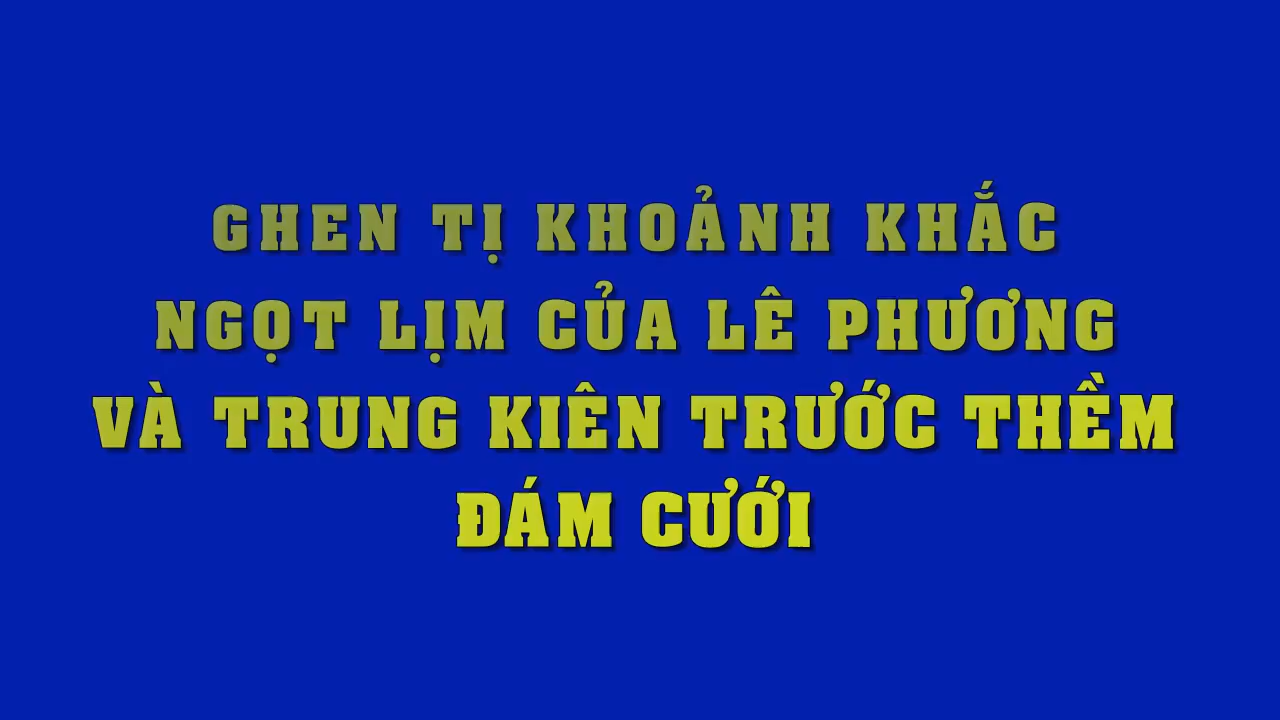 GHEN TỊ KHOẢNH KHẮC
NGỌT LỊM CỦA LÊ PHƯƠNG
VÀ TRUNG KIÊN TRƯỚC THỀM
ĐÁM CƯỚI